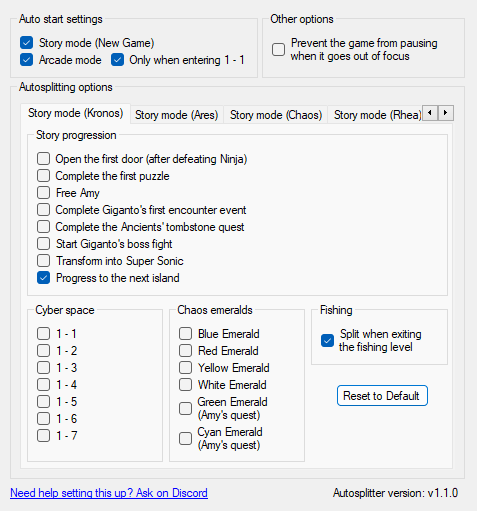 Auto start settings
Story mode (New Game)
Arcade mode
Only when entering 1 - 1
Other options
Prevent the game from pausing
when it goes out of focus
Autosplitting options
Story mode (Kronos)
Story mode (Ares)
Story mode (Chaos)
Story mode (Rhea)
Story progression
Open the first door (after defeating Ninja)
Complete the first puzzle
Free Amy
Complete Giganto's first encounter event
Complete the Ancients' tombstone quest
Start Giganto's boss fight
Transform into Super Sonic
Progress to the next island
Cyber space
1 - 1
1 - 2
1 - 3
1 - 4
1 - 5
1 - 6
1 - 7
Chaos emeralds
Blue Emerald
Red Emerald
Yellow Emerald
White Emerald
Green Emerald
(Amy's quest)
Cyan Emerald
(Amy's quest)
Fishing
Split when exiting
the fishing level
Reset to Default
Need help setting this up? Ask on Discord
Autosplitter version: v1.1.0